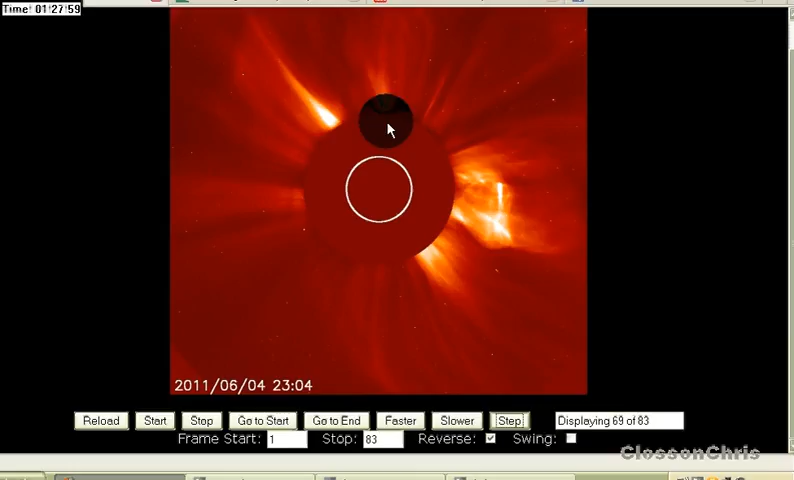 Time: 01:27:59
2011/06/04 23:04
Reload Start Stop Go to Start Go to End Faster Slower Step Displaying 69 of 83
Frame Start: 1 Stop: 83 Reverse: Swing:
ClossonChris